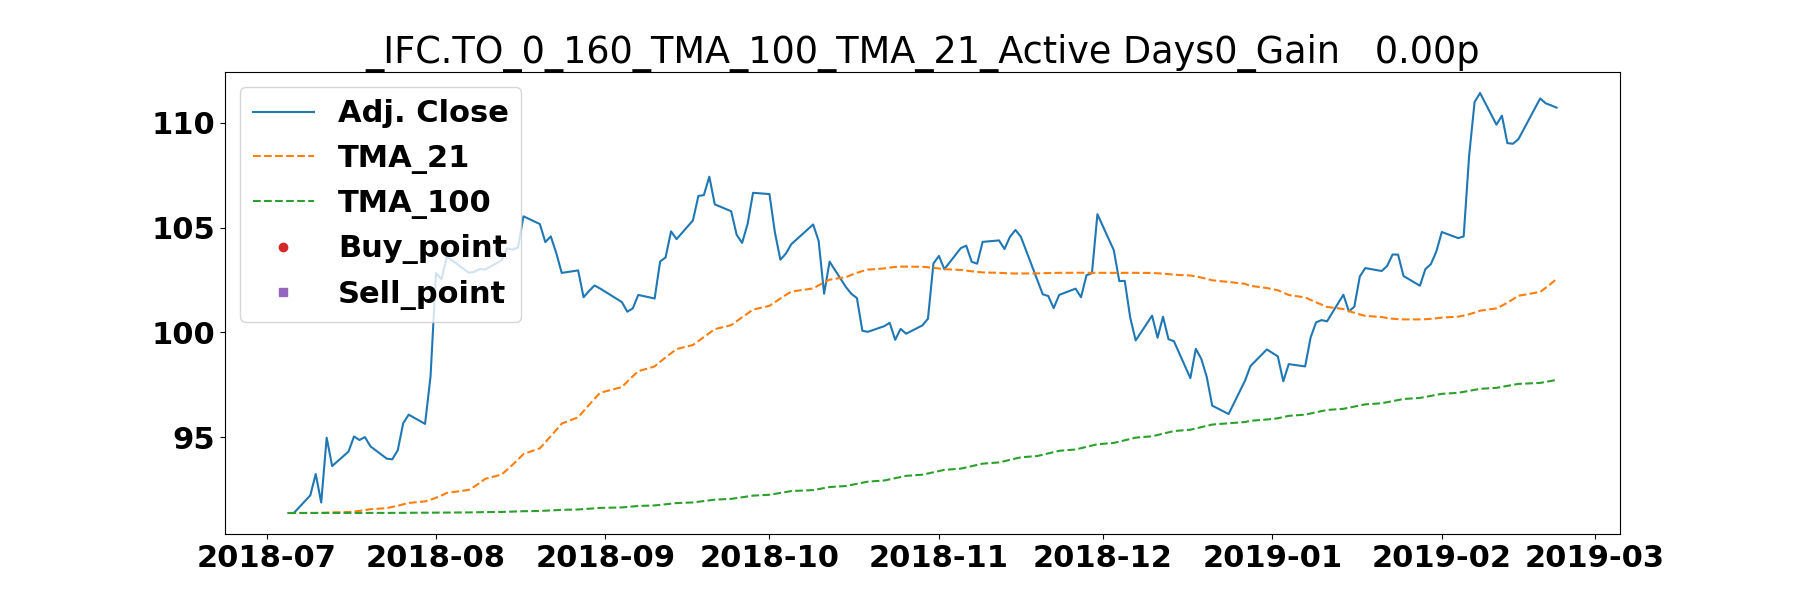 _IFC.TO_0_160_TMA_100_TMA_21_Active Days0_Gain   0.00p
Adj. Close
TMA_21
TMA_100
Buy_point
Sell_point
110
105
100
95
2018-07 2018-08 2018-09 2018-10 2018-11 2018-12 2019-01 2019-02 2019-03